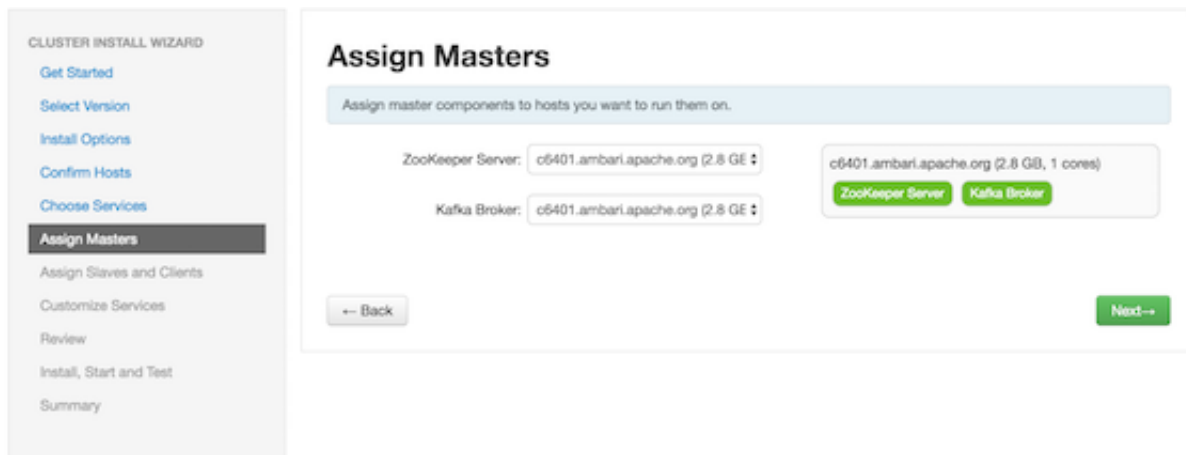 CLUSTER INSTALL WIZARD
Get Started
Select Version
Install Options
Confirm Hosts
Choose Services
Assign Masters
Assign Slaves and Clients
Customize Services
Review
Install, Start and Test
Summary
Assign Masters
Assign master components to hosts you want to run them on.
ZooKeeper Server: c6401.ambari.apache.org (2.8 GE
Kafka Broker: c6401.ambari.apache.org (2.8 GE
c6401.ambari.apache.org (2.8 GB, 1 cores)
ZooKeeper Server Kafka Broker
← Back
Next→